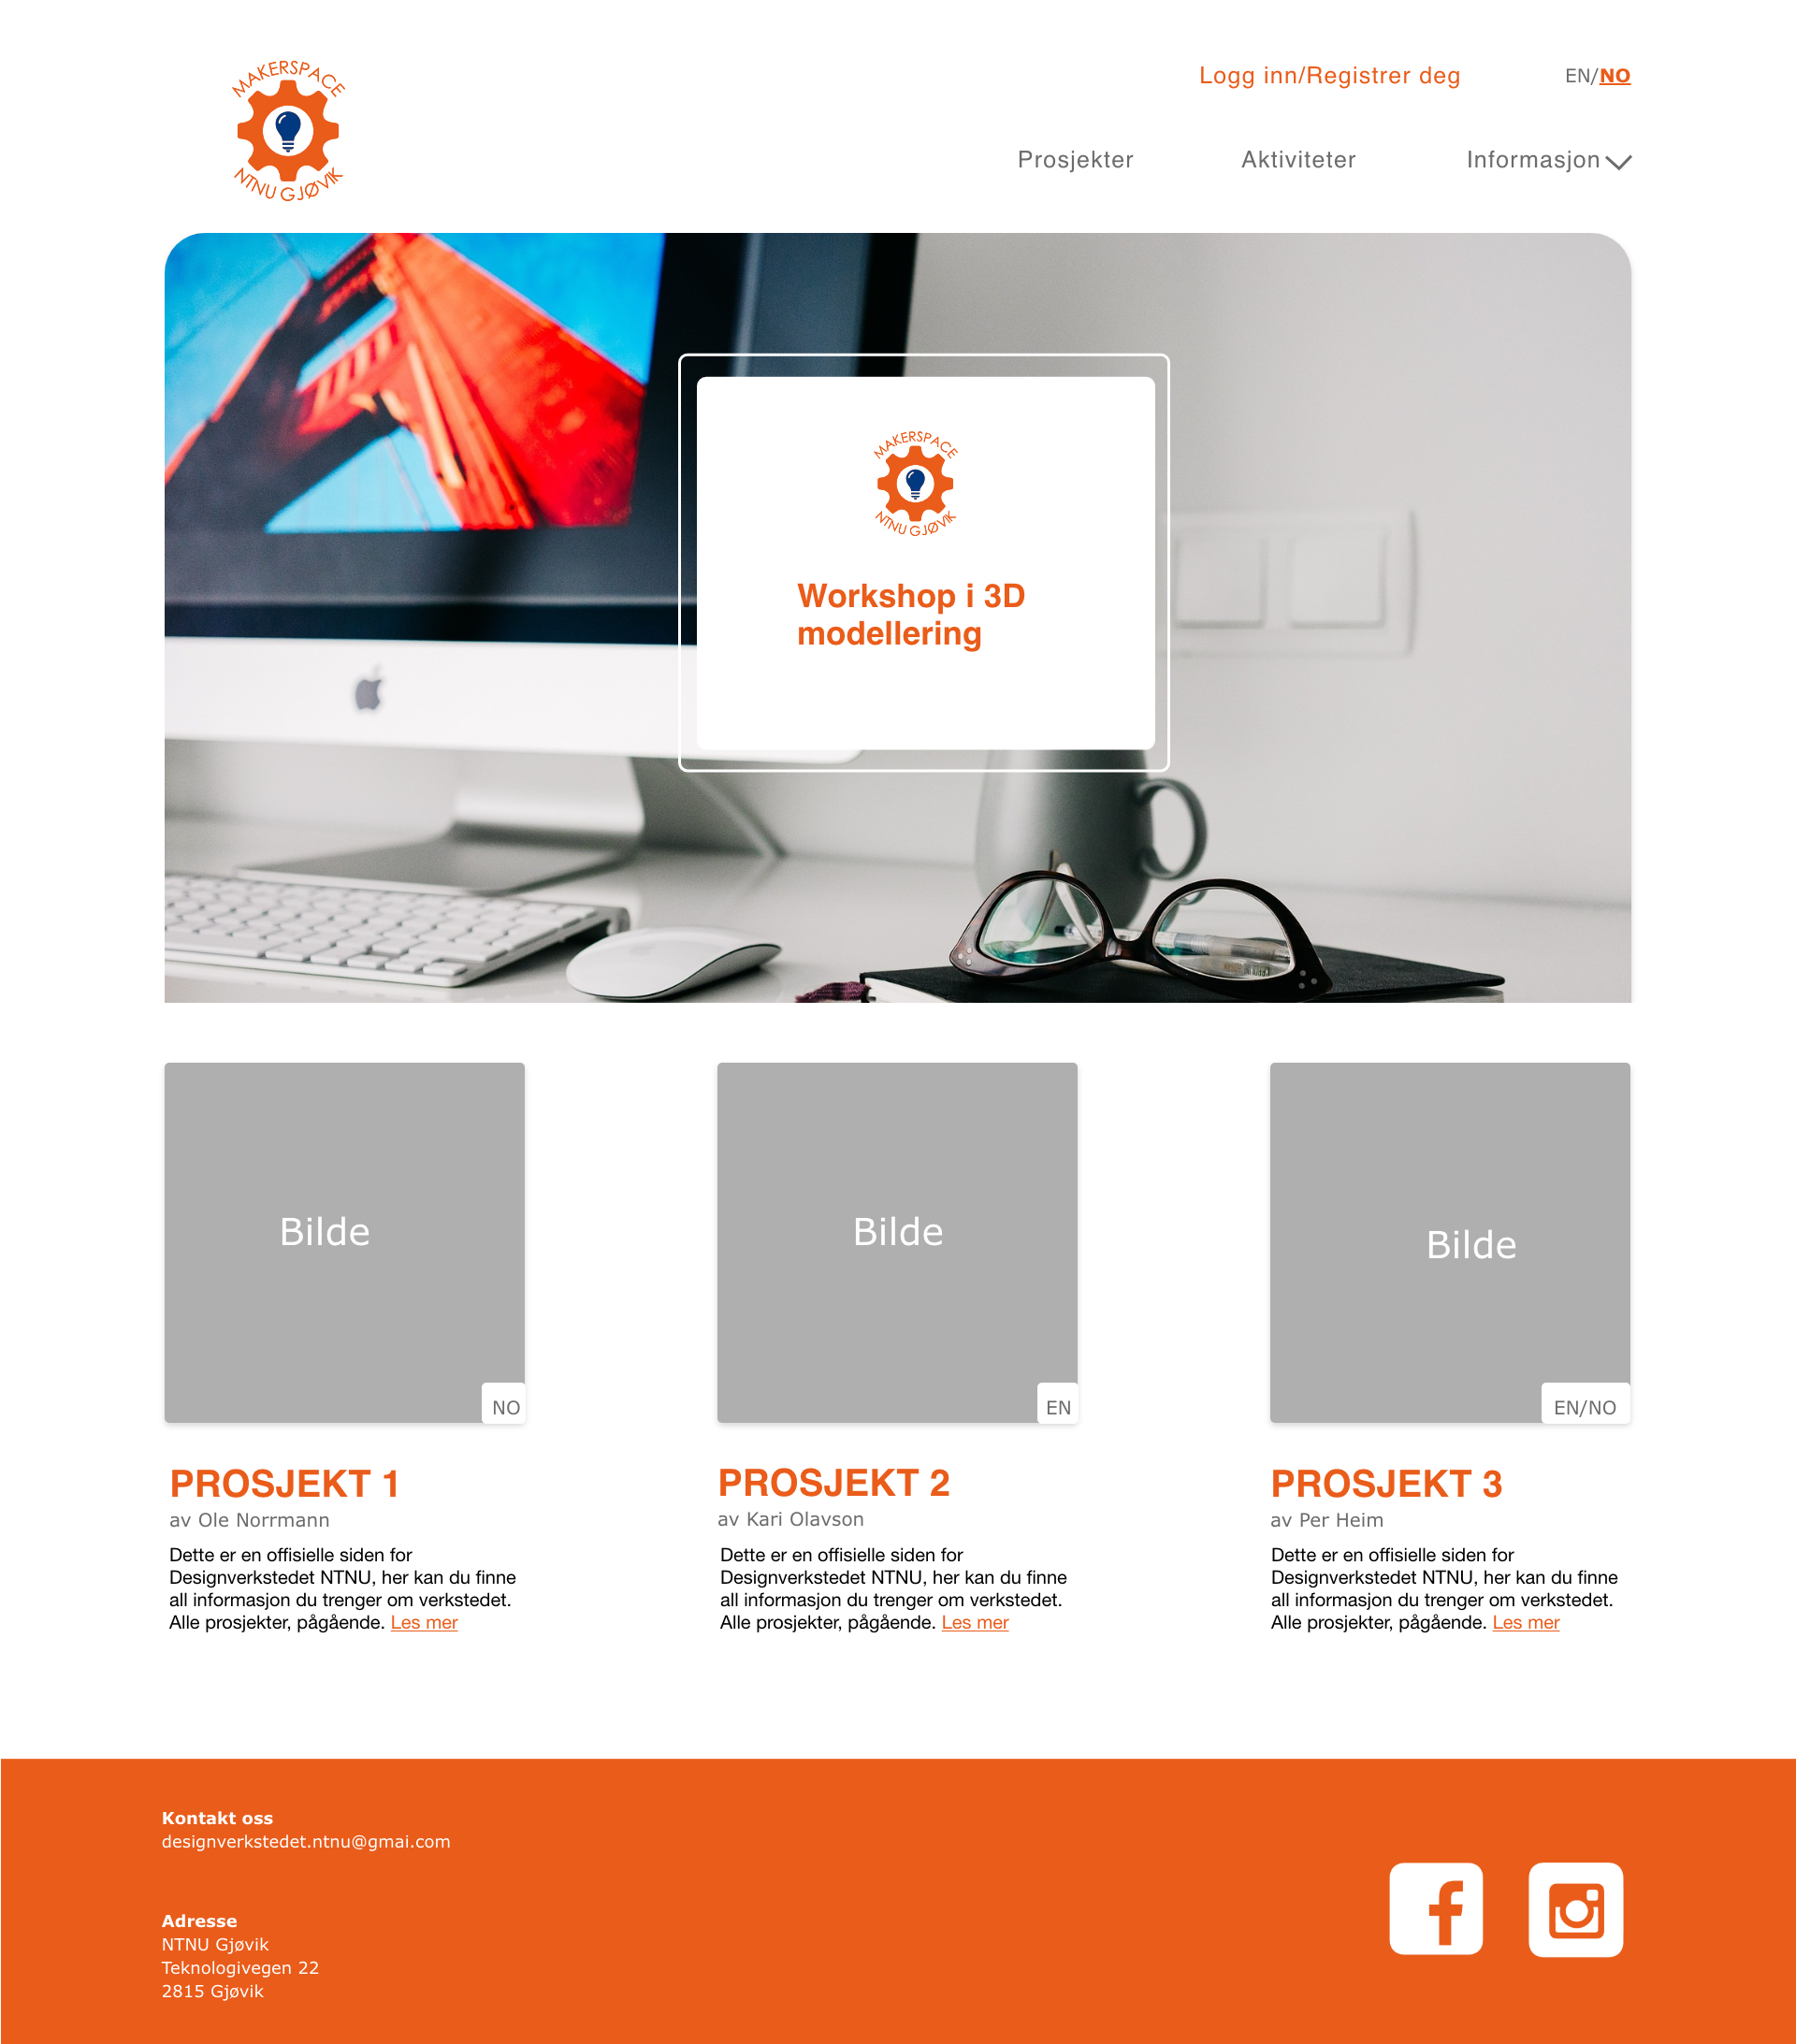 MAKERSPACE
NTNU GJØVIK
Logg inn/Registrer deg
EN/NO
Prosjekter
Aktiviteter
Informasjon
MAKERSPACE
NTNU GJØVIK
Workshop i 3D
modellering
Bilde
NO
Bilde
EN
Bilde
EN/NO
PROSJEKT 1
av Ole Norrmann
Dette er en offisielle siden for
Designverkstedet NTNU, her kan du finne
all informasjon du trenger om verkstedet.
Alle prosjekter, pågående. Les mer
PROSJEKT 2
av Kari Olavson
Dette er en offisielle siden for
Designverkstedet NTNU, her kan du finne
all informasjon du trenger om verkstedet.
Alle prosjekter, pågående. Les mer
PROSJEKT 3
av Per Heim
Dette er en offisielle siden for
Designverkstedet NTNU, her kan du finne
all informasjon du trenger om verkstedet.
Alle prosjekter, pågående. Les mer
Kontakt oss
designverkstedet.ntnu@gmai.com
Adresse
NTNU Gjøvik
Teknologivegen 22
2815 Gjøvik